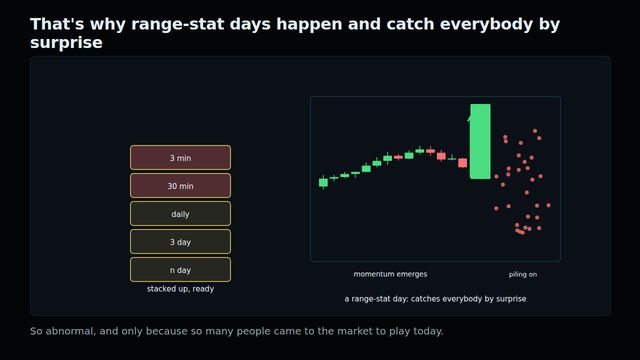 That's why range-stat days happen and catch everybody by
surprise
3 min
30 min
daily
3 day
n day
stacked up, ready
momentum emerges
piling on
a range-stat day: catches everybody by surprise
So abnormal, and only because so many people came to the market to play today.